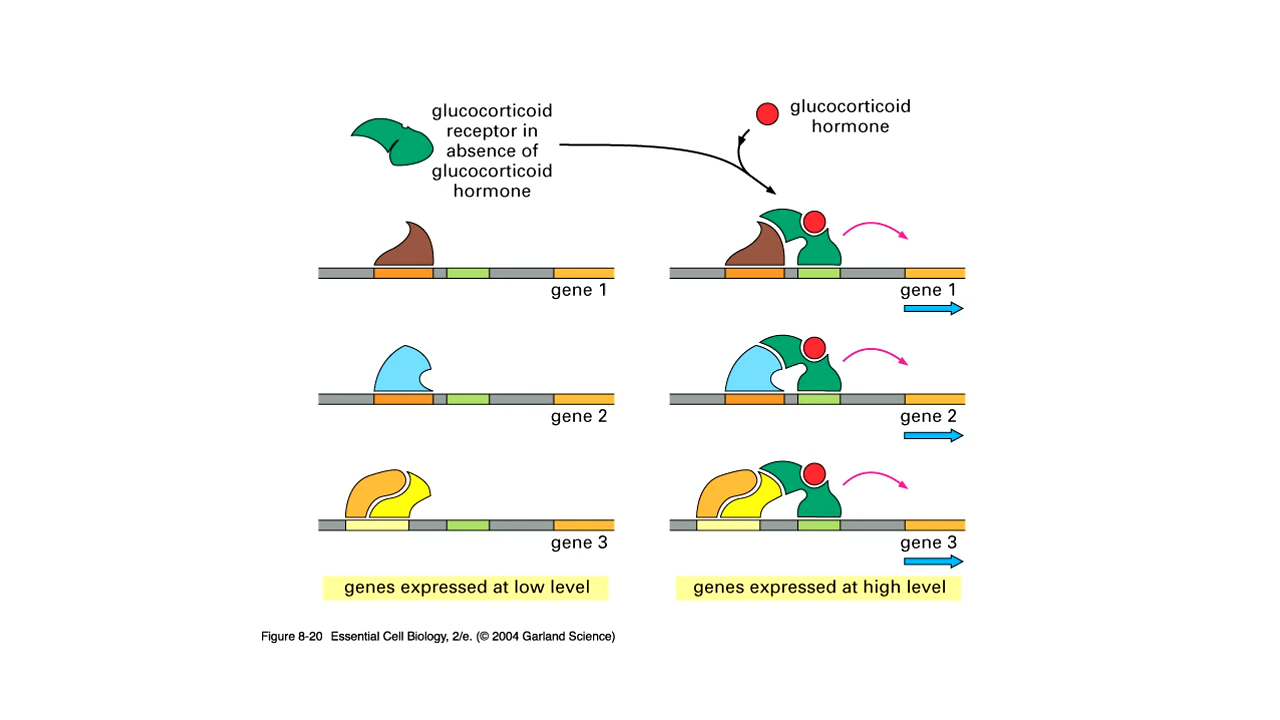 glucocorticoid
receptor in
absence of
glucocorticoid
hormone
glucocorticoid
hormone
gene 1
gene 1
gene 2
gene 2
gene 3
gene 3
genes expressed at low level
genes expressed at high level
Figure 8-20 Essential Cell Biology, 2/e. (© 2004 Garland Science)